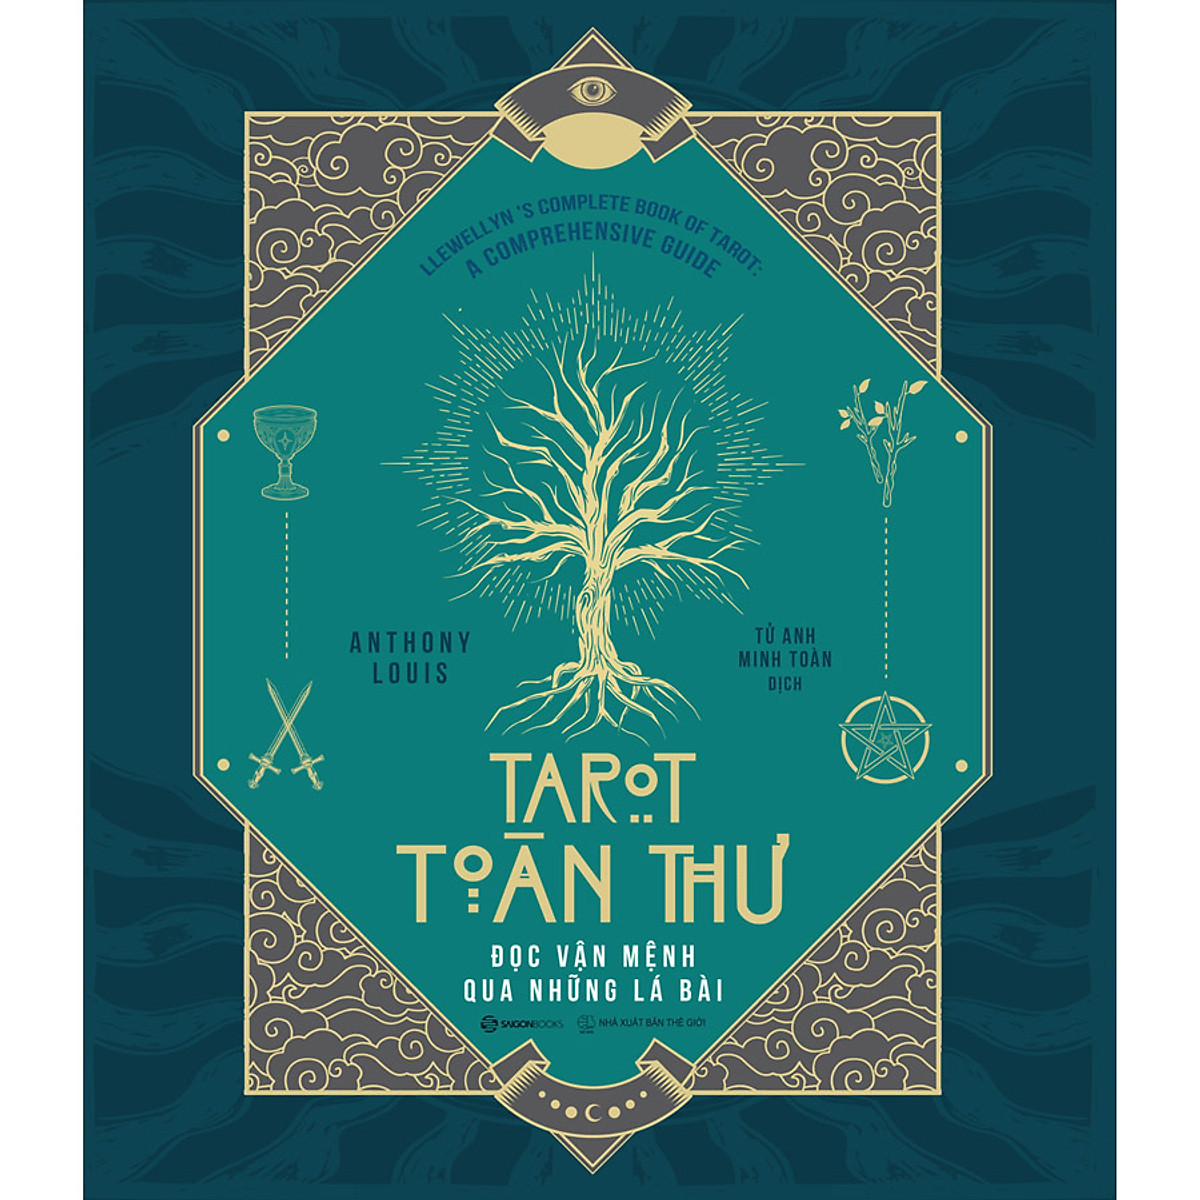 LLEWELLYN 'S COMPLETE BOOK OF TAROT:
A COMPREHENSIVE GUIDE
ANTHONY
LOUIS
TỬ ANH
MINH TOÀN
DỊCH
TAROT
TOÀN THƯ
ĐỌC VẬN MỆNH
QUA NHỮNG LÁ BÀI
SAIGONBOOKS
NHÀ XUẤT BẢN THẾ GIỚI